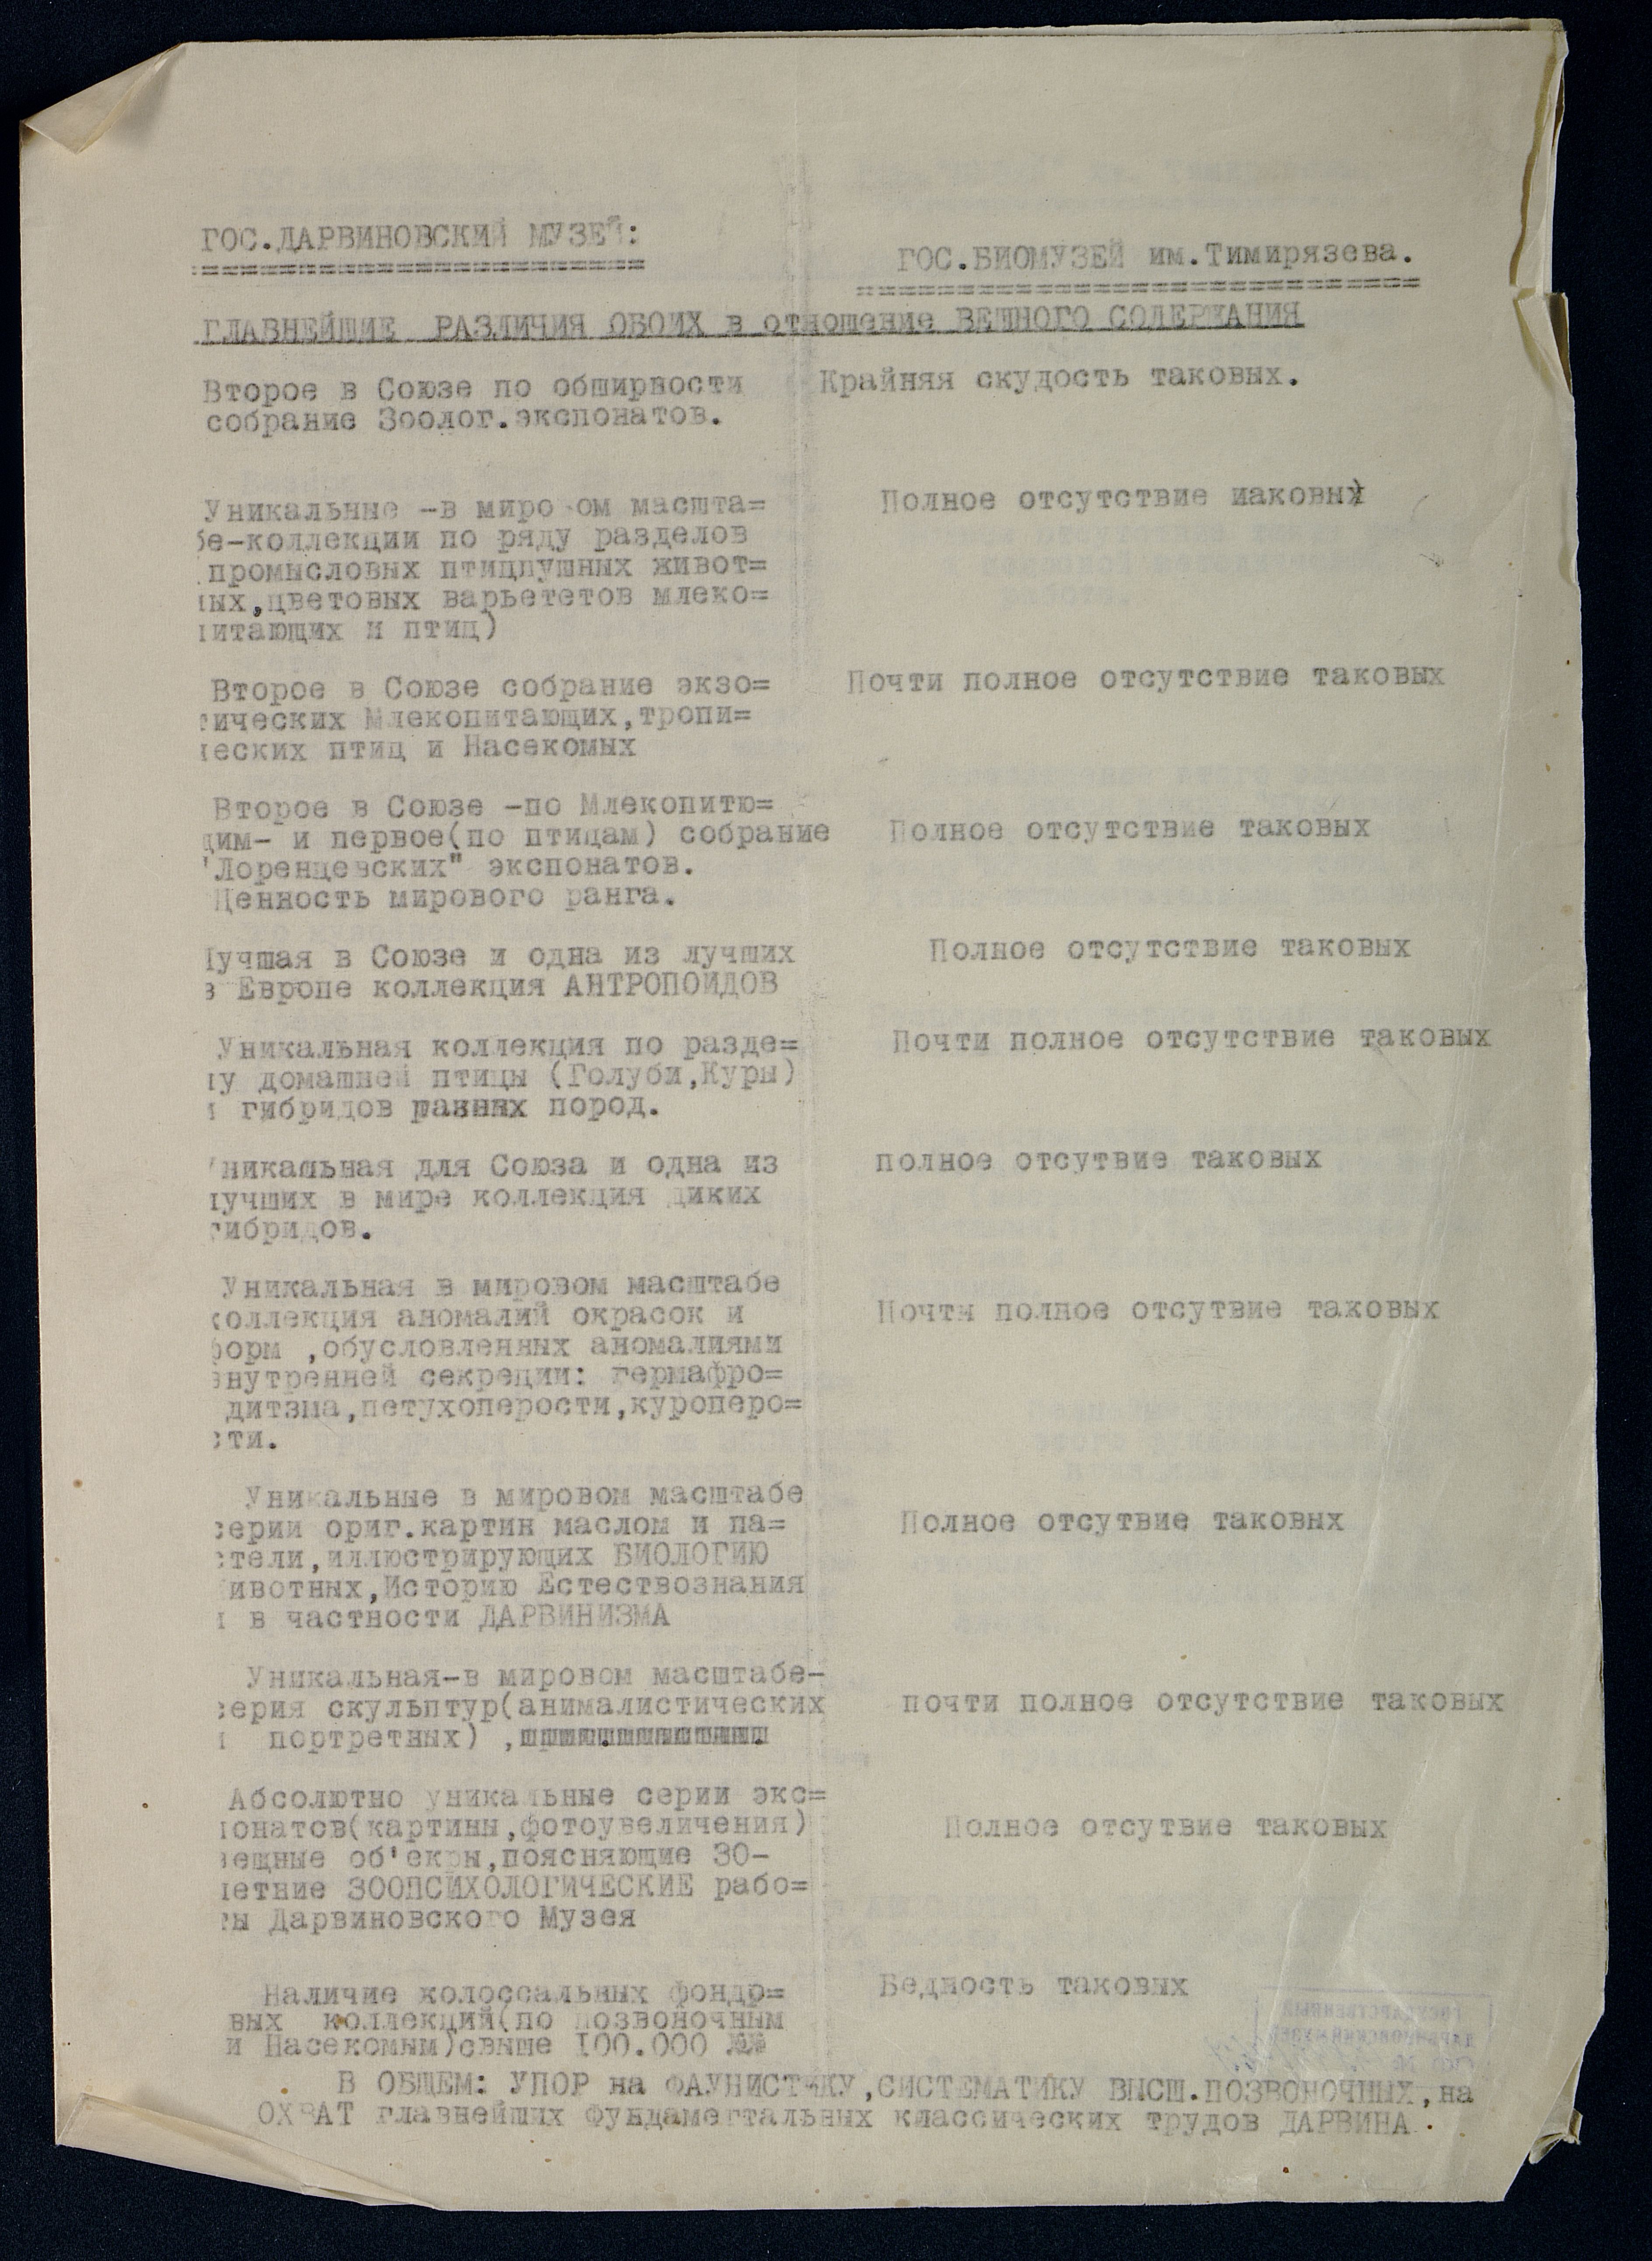 ГОС.ДАРВИНОВСКИЙ МУЗЕЙ:
ГОС.БИОМУЗЕЙ им.Тимирязева.
ГЛАВНЕЙШИЕ РАЗЛИЧИЯ ОБОИХ в отношение ВЕЩНОГО СОДЕРЖАНИЯ
Второе в Союзе по обширности
собрание Зоолог.экспонатов.
Крайняя скудость таковых.
Уникальные -в миро ом масшта=
бе-коллекции по ряду разделов
промысловых птицпушных живот=
ных,цветовых варьететов млеко=
питающих и птиц)
Полное отсутствие иаковых
Второе в Союзе собрание экзо=
тических Млекопитающих,тропи=
ческих птиц и Насекомых
Почти полное отсутствие таковых
Второе в Союзе -по Млекопитю=
щим- и первое(по птицам) собрание
"Лоренцевских" экспонатов.
Ценность мирового ранга.
Полное отсутствие таковых
Лучшая в Союзе и одна из лучших
в Европе коллекция АНТРОПОИДОВ
Полное отсутствие таковых
Уникальная коллекция по разде=
лу домашней птицы (Голуби,Куры)
и гибридов разных пород.
Почти полное отсутствие таковых
Уникальная для Союза и одна из
лучших в мире коллекция диких
гибридов.
полное отсутвие таковых
Уникальная в мировом масштабе
коллекция аномалий окрасок и
форм ,обусловленных аномалиями
внутренней секреции: гермафро=
дитзма,петухоперости,куроперо=
сти.
Почти полное отсутвие таковых
Уникальные в мировом масштабе
серии ориг.картин маслом и па=
стели,иллюстрирующих БИОЛОГИЮ
животных,Историю Естествознания
и в частности ДАРВИНИЗМА
Полное отсутвие таковых
Уникальная-в мировом масштабе-
серия скульптур(анималистических
и портретных) ,
почти полное отсутствие таковых
Абсолютно уникальные серии экс=
понатов(картины,фотоувеличения)
вещные об'екры,поясняющие 30-
летние ЗООПСИХОЛОГИЧЕСКИЕ рабо=
ты Дарвиновского Музея
Полное отсутвие таковых
Наличие колоссальных фондо=
вых коллекций(по позвоночным
и Насекомым)свыше 100.000 №№
Бедность таковых
В ОБЩЕМ: УПОР на ФАУНИСТИКУ,СИСТЕМАТИКУ ВЫСШ.ПОЗВОНОЧНЫХ,на
ОХВАТ главнейших фундаметтальных классических трудов ДАРВИНА.